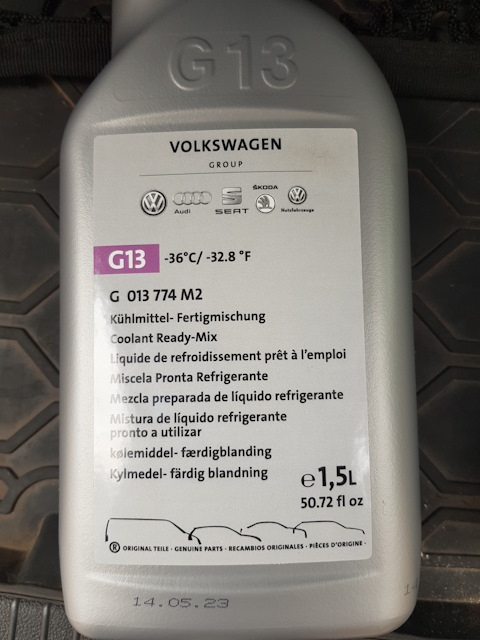 G13
VOLKSWAGEN
GROUP
Audi
SEAT
ŠKODA
Nutzfahrzeuge
G13 -36°C/ -32.8 °F
G 013 774 M2
Kühlmittel- Fertigmischung
Coolant Ready-Mix
Liquide de refroidissement prêt à l'emploi
Miscela Pronta Refrigerante
Mezcla preparada de líquido refrigerante
Mistura de líquido refrigerante
pronto a utilizar
kølemiddel- færdigblanding
Kylmedel- färdig blandning
e 1,5L
50.72 fl oz
® ORIGINAL TEILE · GENUINE PARTS · RECAMBIOS ORIGINALES · PIÈCES D'ORIGINE ·
14.05.23